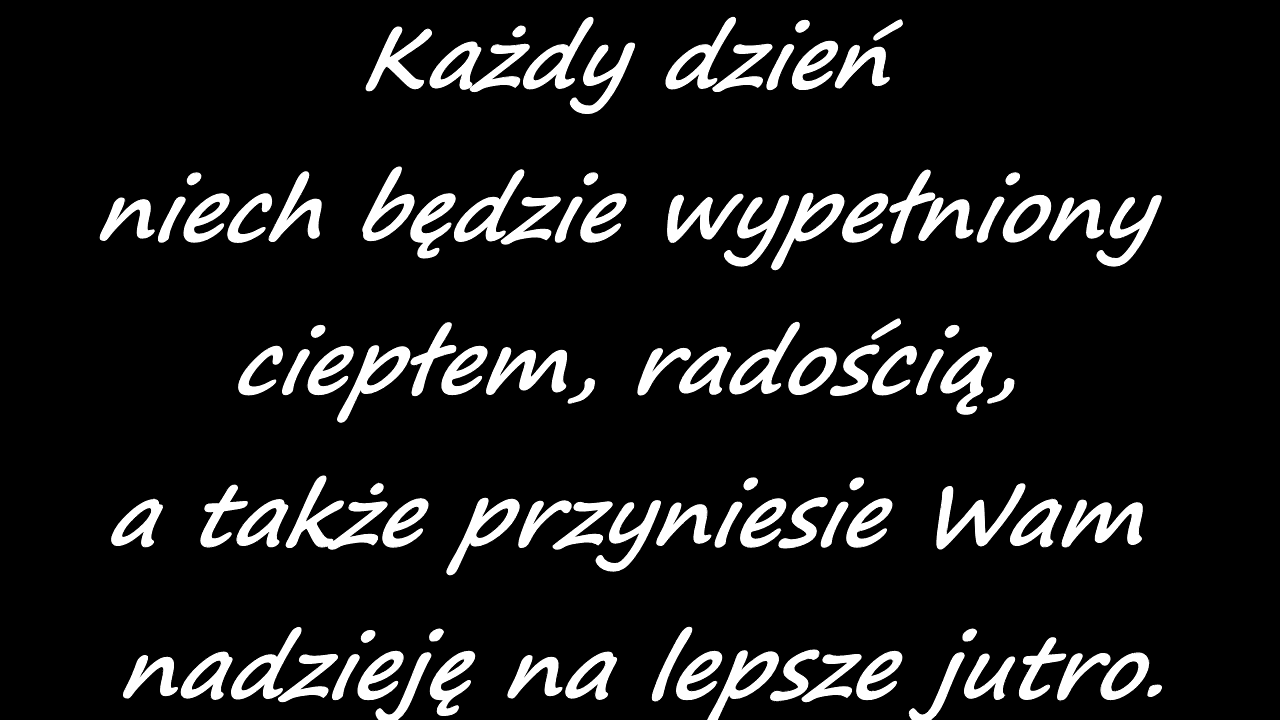 Każdy dzień
niech będzie wypełniony
ciepłem, radością,
a także przyniesie Wam
nadzieję na lepsze jutro.